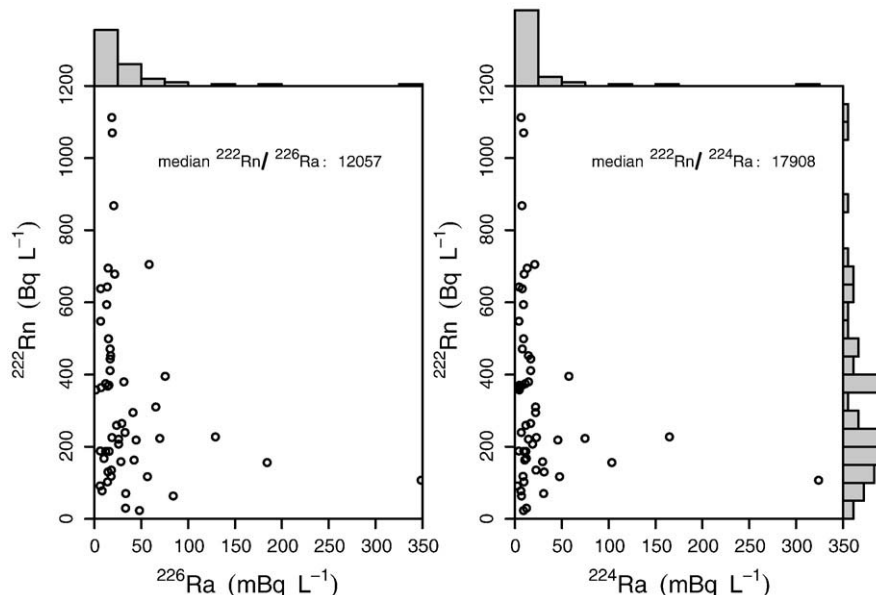 1200
1000
800
600
400
200
0
²²²Rn (Bq L⁻¹)
median ²²²Rn/ ²²⁶Ra: 12057
0 50 100 150 200 250 300 350
²²⁶Ra (mBq L⁻¹)
1200
1000
800
600
400
200
0
²²²Rn (Bq L⁻¹)
median ²²²Rn/ ²²⁴Ra: 17908
0 50 100 150 200 250 300 350
²²⁴Ra (mBq L⁻¹)